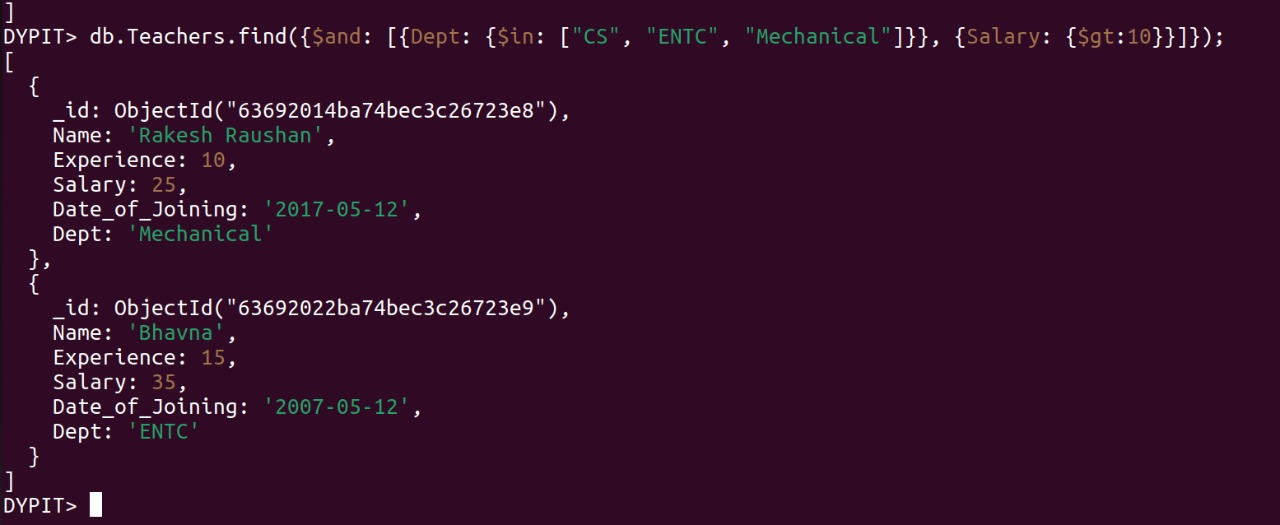 ]
DYPIT> db.Teachers.find({$and: [{Dept: {$in: ["CS", "ENTC", "Mechanical"]}}, {Salary: {$gt:10}}]});
[
  {
    _id: ObjectId("63692014ba74bec3c26723e8"),
    Name: 'Rakesh Raushan',
    Experience: 10,
    Salary: 25,
    Date_of_Joining: '2017-05-12',
    Dept: 'Mechanical'
  },
  {
    _id: ObjectId("63692022ba74bec3c26723e9"),
    Name: 'Bhavna',
    Experience: 15,
    Salary: 35,
    Date_of_Joining: '2007-05-12',
    Dept: 'ENTC'
  }
]
DYPIT>